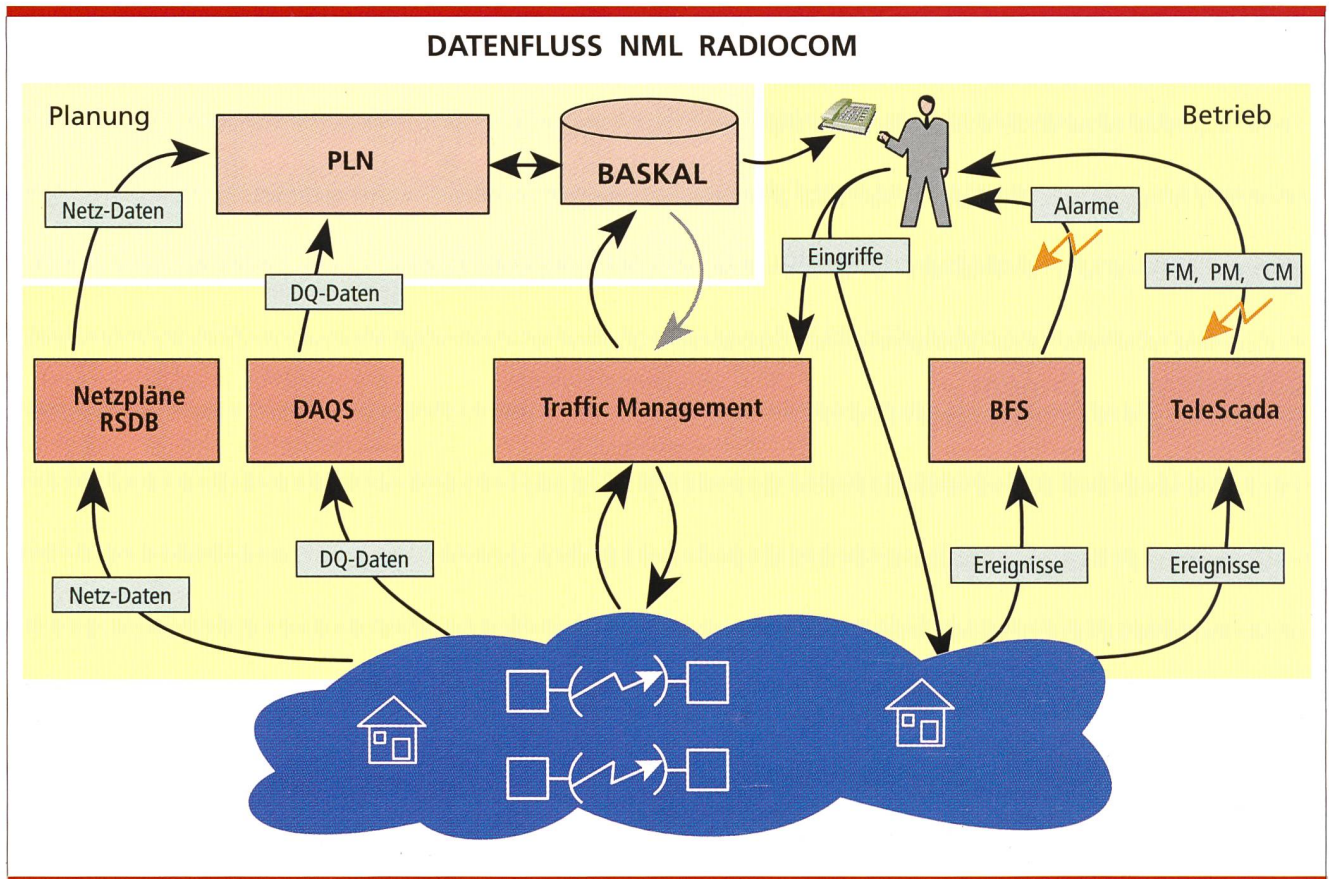 DATENFLUSS NML RADIOCOM
Planung
Betrieb
PLN
BASKAL
Netz-Daten
Alarme
Eingriffe
FM, PM, CM
DQ-Daten
Netzpläne
RSDB
DAQS
Traffic Management
BFS
TeleScada
DQ-Daten
Ereignisse
Ereignisse
Netz-Daten